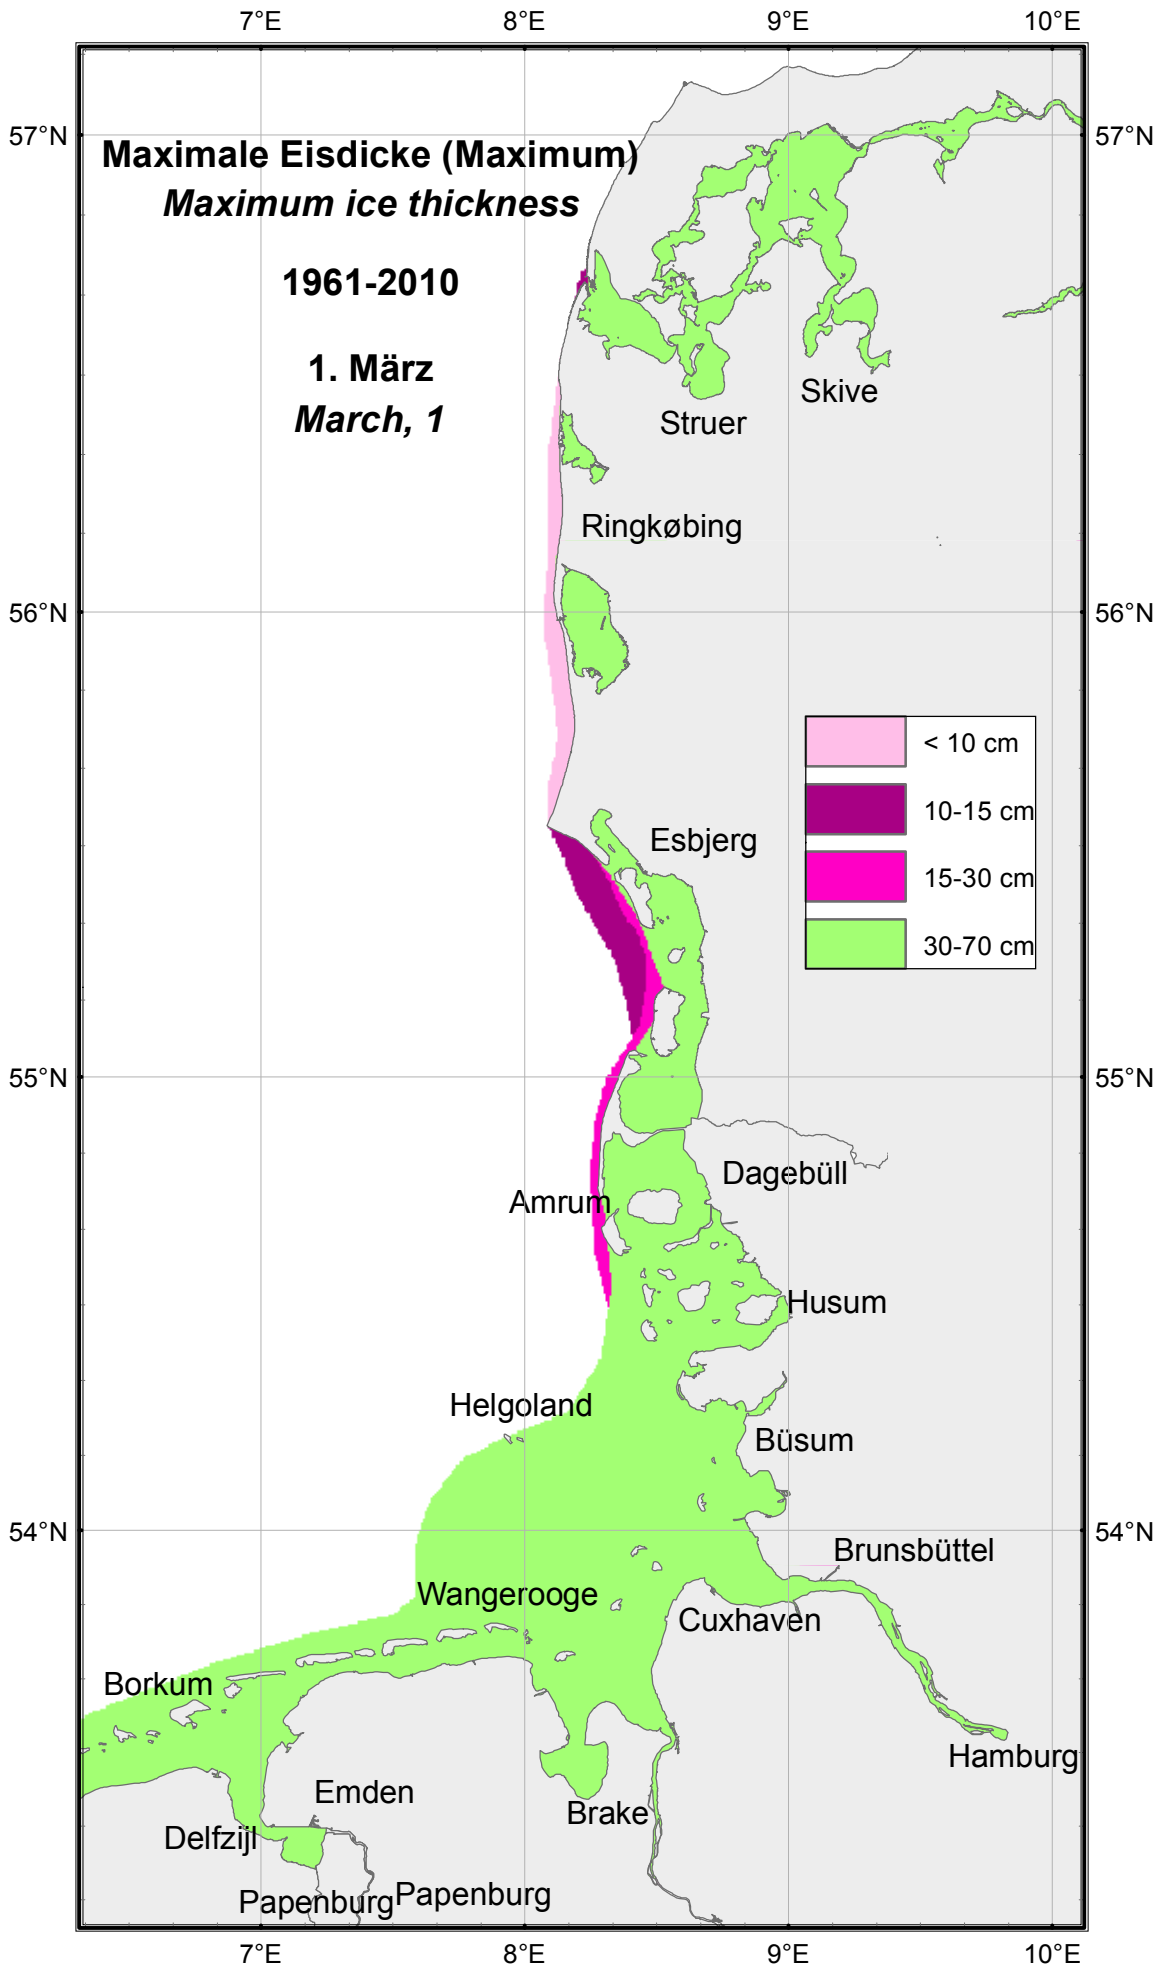 7°E 8°E 9°E 10°E
57°N 57°N
Maximale Eisdicke (Maximum)
Maximum ice thickness
1961-2010
1. März
March, 1
Skive
Struer
Ringkøbing
56°N 56°N
< 10 cm
10-15 cm
15-30 cm
30-70 cm
Esbjerg
55°N 55°N
Dagebüll
Amrum
Husum
Helgoland
Büsum
54°N 54°N
Brunsbüttel
Wangerooge
Cuxhaven
Borkum
Hamburg
Emden
Brake
Delfzijl
Papenburg Papenburg
7°E 8°E 9°E 10°E